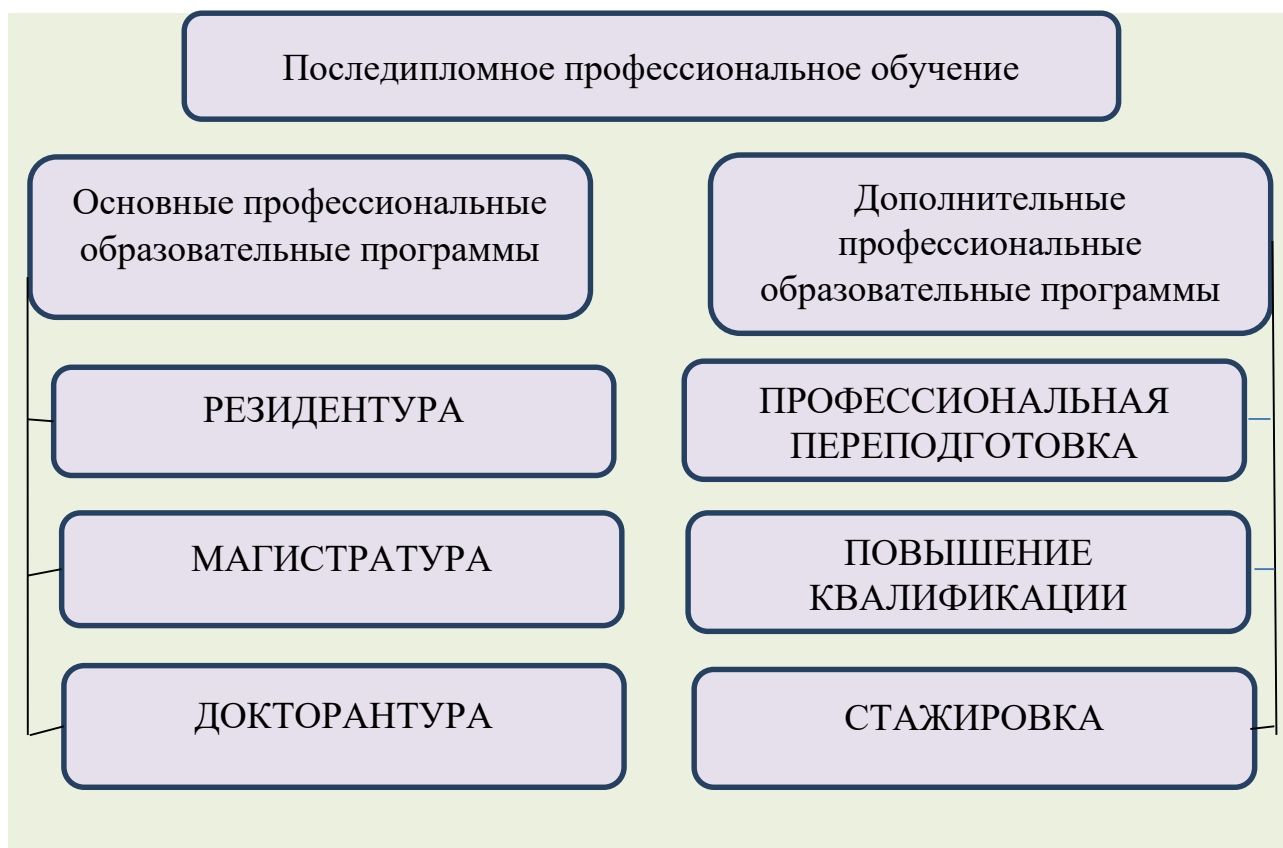 Последипломное профессиональное обучение
Основные профессиональные
образовательные программы
РЕЗИДЕНТУРА
МАГИСТРАТУРА
ДОКТОРАНТУРА
Дополнительные
профессиональные
образовательные программы
ПРОФЕССИОНАЛЬНАЯ
ПЕРЕПОДГОТОВКА
ПОВЫШЕНИЕ
КВАЛИФИКАЦИИ
СТАЖИРОВКА